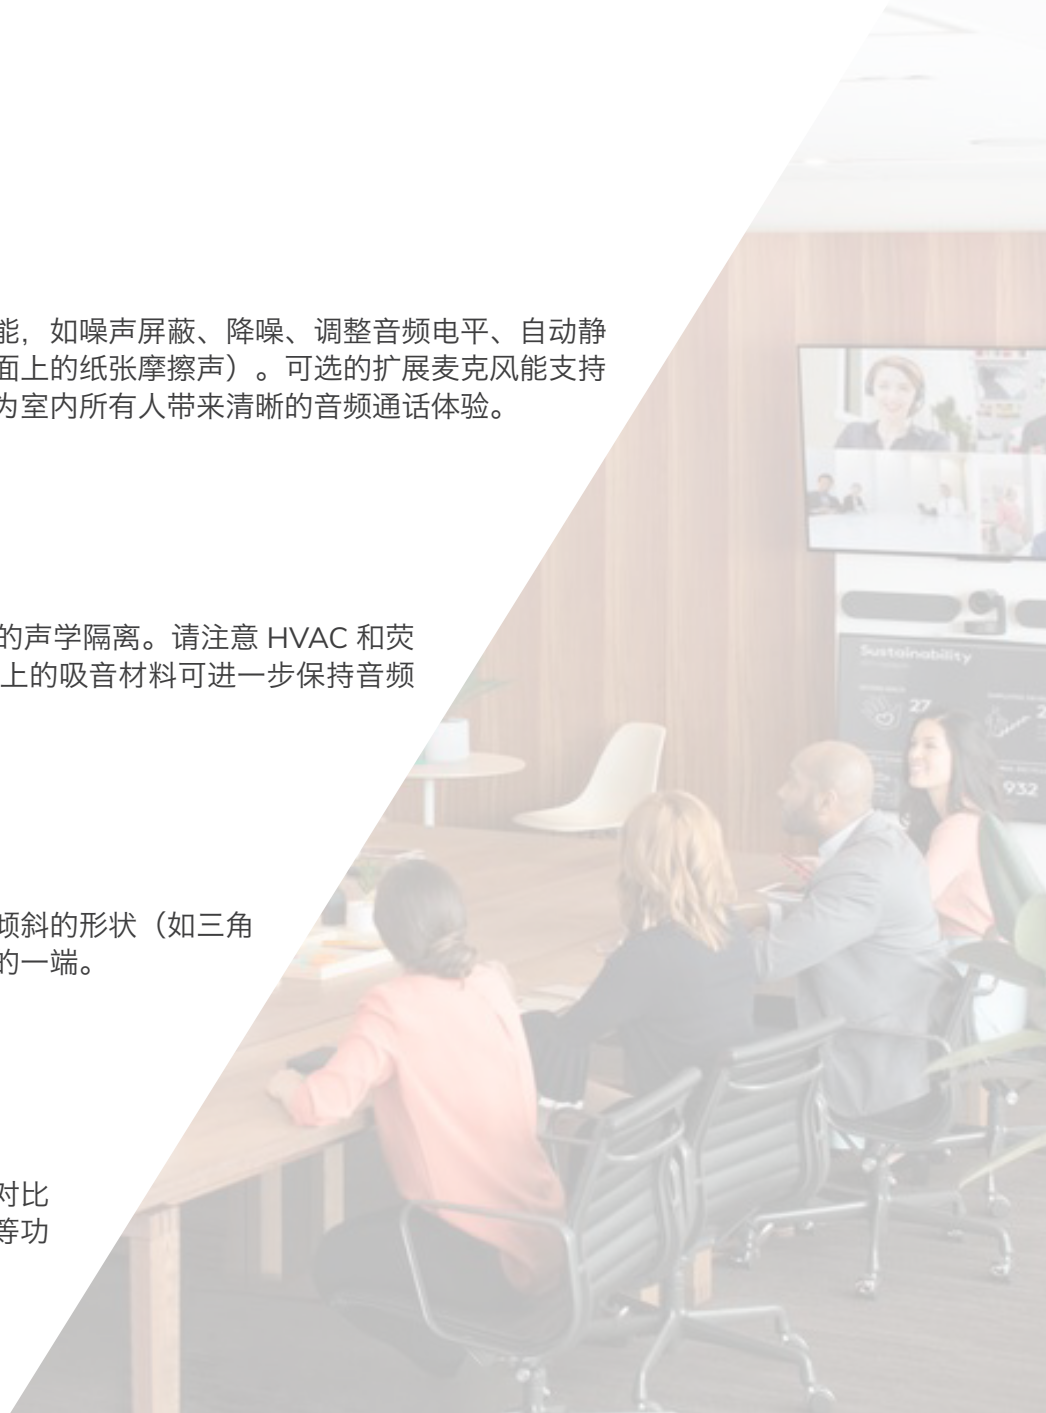 能，如噪声屏蔽、降噪、调整音频电平、自动静
面上的纸张摩擦声）。可选的扩展麦克风能支持
为室内所有人带来清晰的音频通话体验。
的声学隔离。请注意 HVAC 和荧
上的吸音材料可进一步保持音频
Sustainability
27
2
932
倾斜的形状（如三角
的一端。
对比
等功